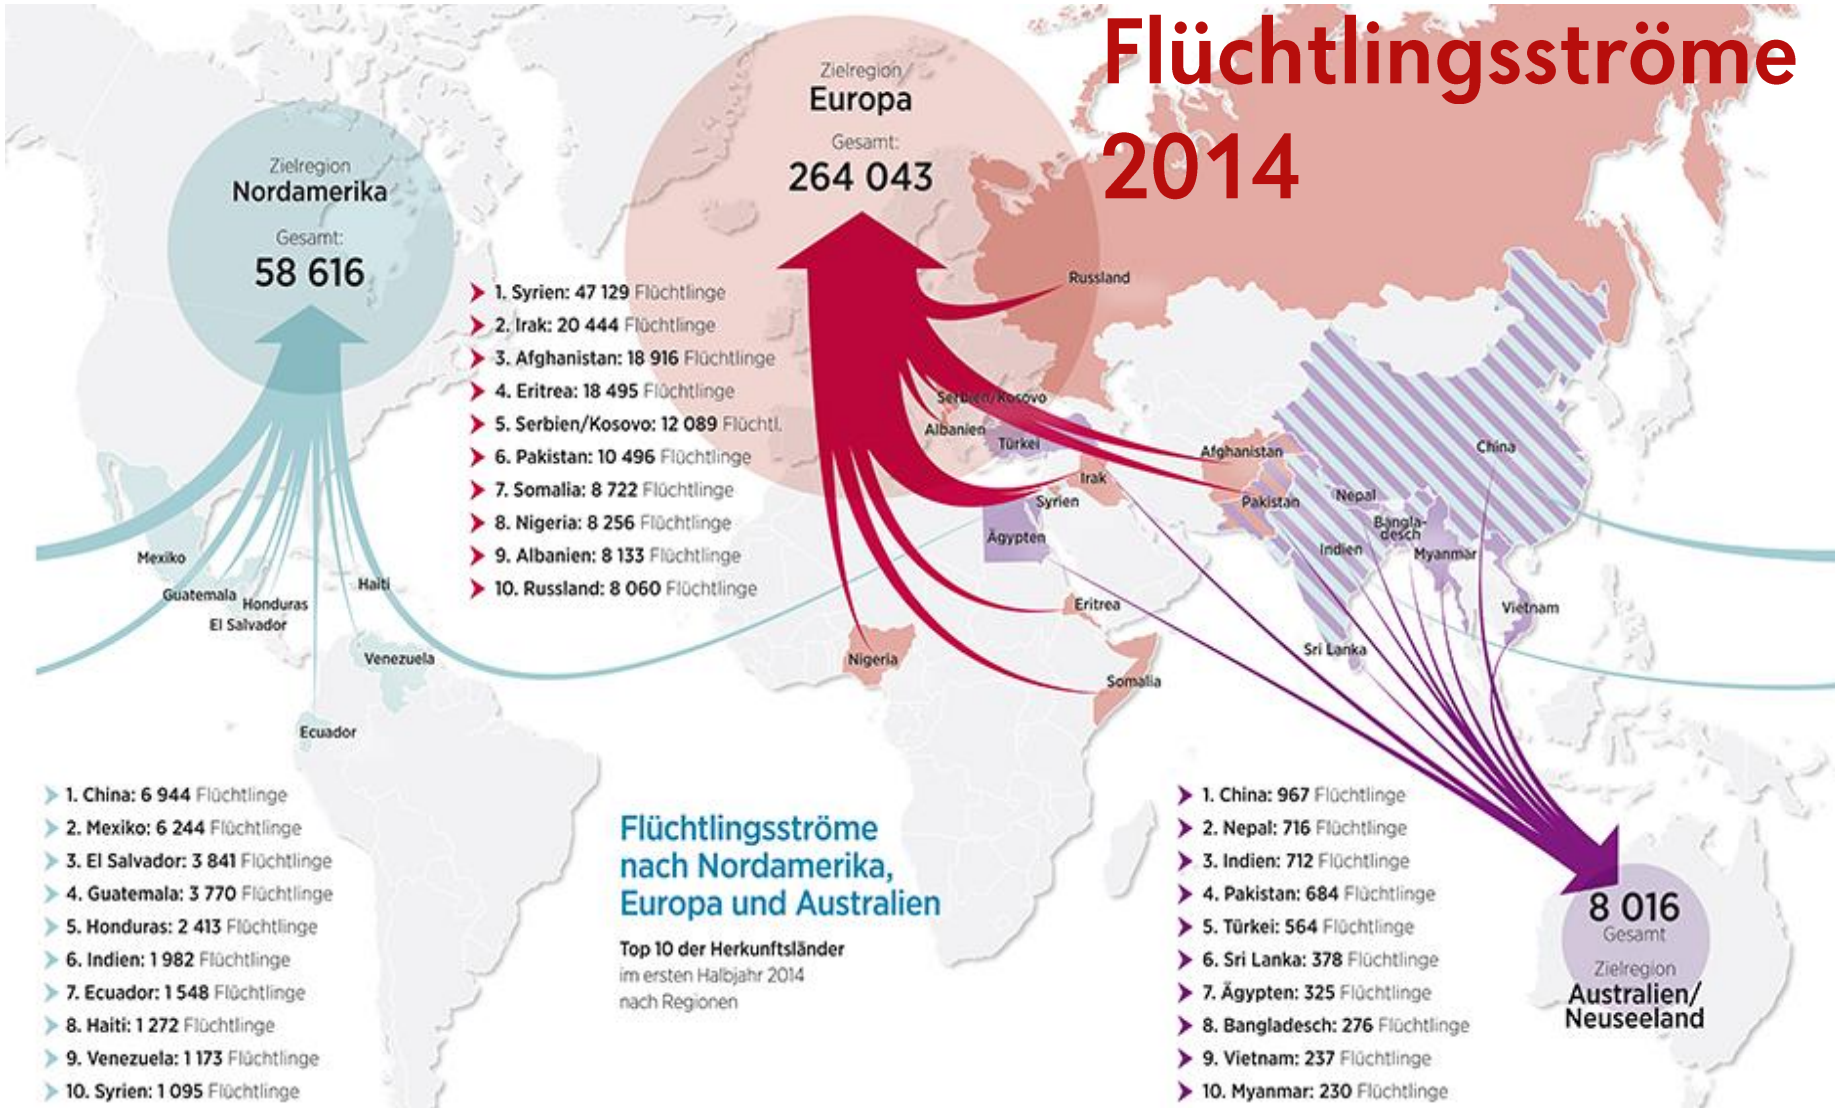 Flüchtlingsströme
2014
Zielregion
Europa
Gesamt:
264 043
Zielregion
Nordamerika
Gesamt:
58 616
1. Syrien: 47 129 Flüchtlinge
2. Irak: 20 444 Flüchtlinge
3. Afghanistan: 18 916 Flüchtlinge
4. Eritrea: 18 495 Flüchtlinge
5. Serbien/Kosovo: 12 089 Flüchtl.
6. Pakistan: 10 496 Flüchtlinge
7. Somalia: 8 722 Flüchtlinge
8. Nigeria: 8 256 Flüchtlinge
9. Albanien: 8 133 Flüchtlinge
10. Russland: 8 060 Flüchtlinge
Russland
Serbien/Kosovo
Albanien
Türkei
Afghanistan
China
Irak
Syrien
Pakistan
Nepal
Bangla-
desch
Ägypten
Indien
Myanmar
Mexiko
Haiti
Guatemala
Honduras
El Salvador
Eritrea
Vietnam
Sri Lanka
Venezuela
Nigeria
Somalia
Ecuador
1. China: 6 944 Flüchtlinge
2. Mexiko: 6 244 Flüchtlinge
3. El Salvador: 3 841 Flüchtlinge
4. Guatemala: 3 770 Flüchtlinge
5. Honduras: 2 413 Flüchtlinge
6. Indien: 1 982 Flüchtlinge
7. Ecuador: 1 548 Flüchtlinge
8. Haiti: 1 272 Flüchtlinge
9. Venezuela: 1 173 Flüchtlinge
10. Syrien: 1 095 Flüchtlinge
Flüchtlingsströme
nach Nordamerika,
Europa und Australien
Top 10 der Herkunftsländer
im ersten Halbjahr 2014
nach Regionen
1. China: 967 Flüchtlinge
2. Nepal: 716 Flüchtlinge
3. Indien: 712 Flüchtlinge
4. Pakistan: 684 Flüchtlinge
5. Türkei: 564 Flüchtlinge
6. Sri Lanka: 378 Flüchtlinge
7. Ägypten: 325 Flüchtlinge
8. Bangladesch: 276 Flüchtlinge
9. Vietnam: 237 Flüchtlinge
10. Myanmar: 230 Flüchtlinge
8 016
Gesamt
Zielregion
Australien/
Neuseeland